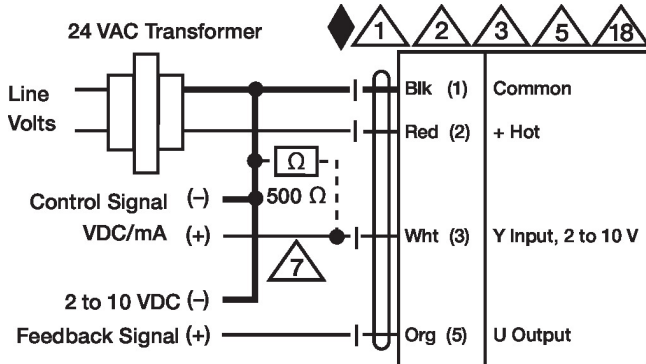 24 VAC Transformer
1 2 3 5 18
Line
Volts
Blk (1) Common
Red (2) + Hot
Ω
500 Ω
Control Signal (–)
VDC/mA (+)
Wht (3) Y Input, 2 to 10 V
7
2 to 10 VDC (–)
Feedback Signal (+)
Org (5) U Output